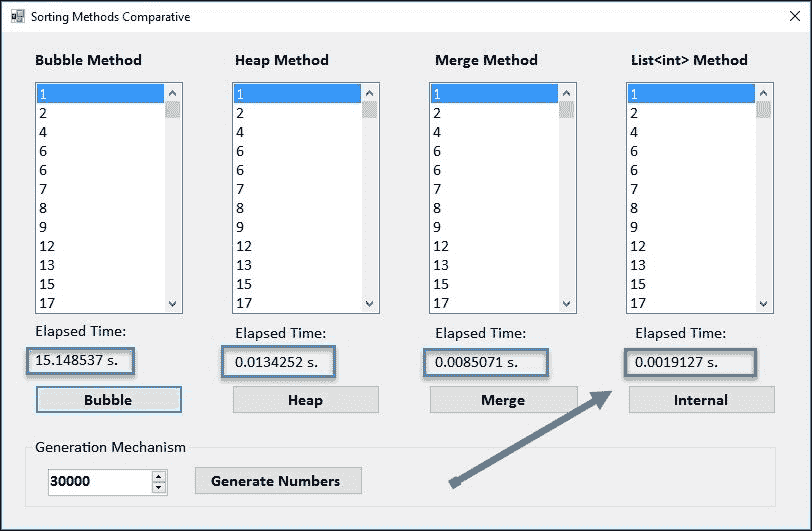 Sorting Methods Comparative
Bubble Method
1
2
4
6
6
7
8
9
12
13
15
17
Elapsed Time:
15.148537 s.
Bubble
Heap Method
1
2
4
6
6
7
8
9
12
13
15
17
Elapsed Time:
0.0134252 s.
Heap
Merge Method
1
2
4
6
6
7
8
9
12
13
15
17
Elapsed Time:
0.0085071 s.
Merge
List<int> Method
1
2
4
6
6
7
8
9
12
13
15
17
Elapsed Time:
0.0019127 s.
Internal
Generation Mechanism
30000
Generate Numbers